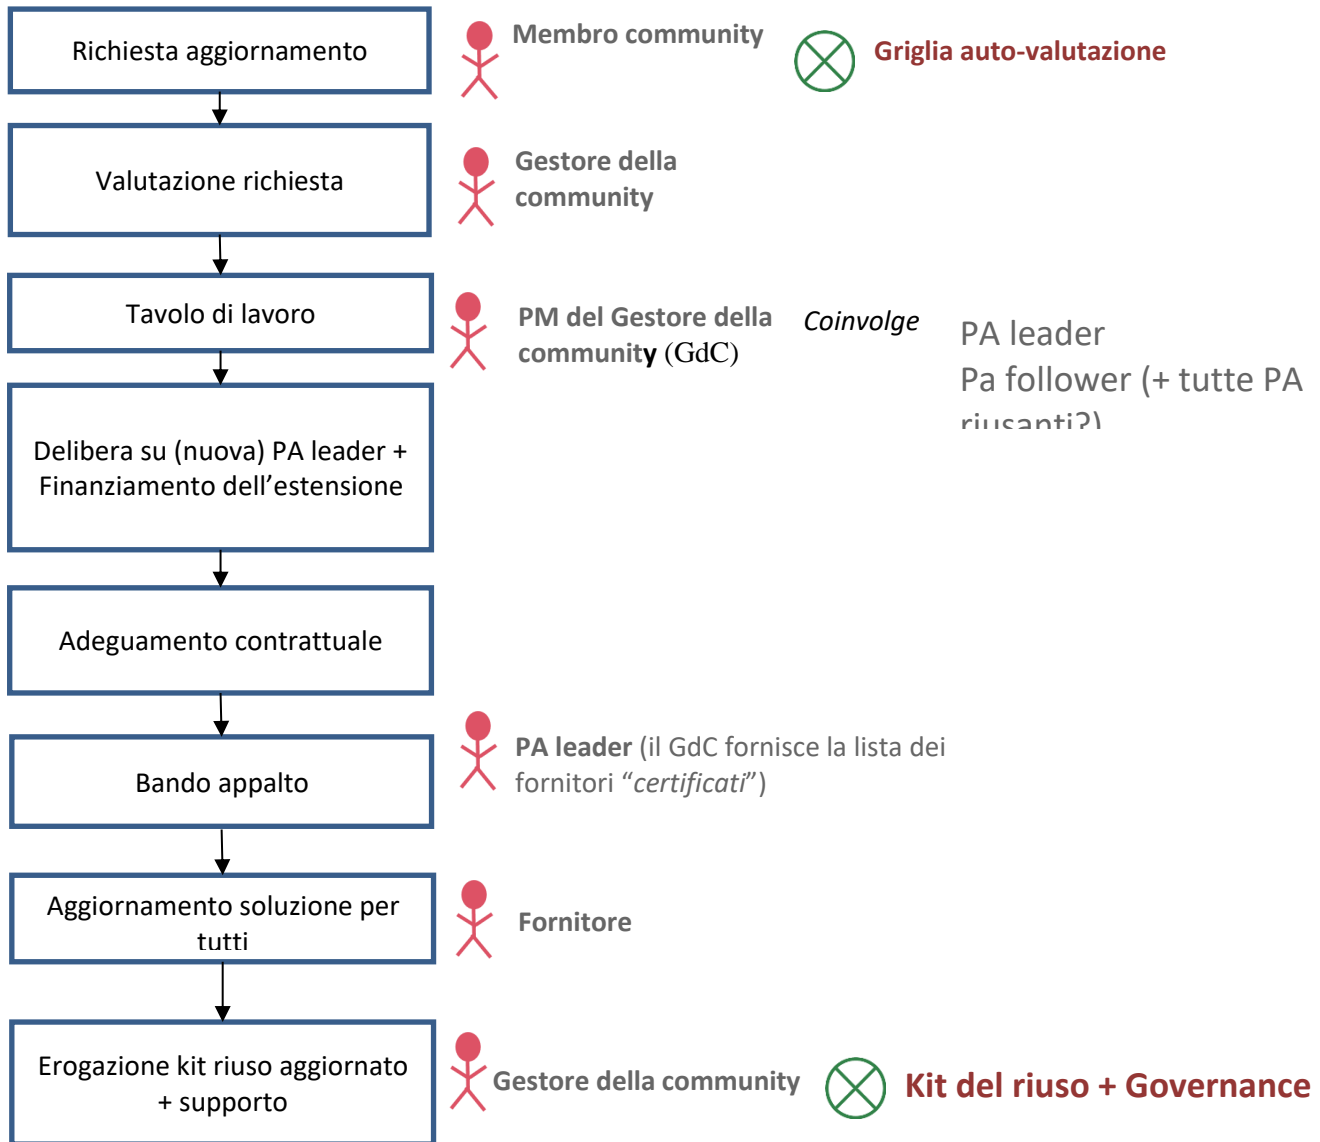 Richiesta aggiornamento
Membro community
Griglia auto-valutazione
Valutazione richiesta
Gestore della
community
Tavolo di lavoro
PM del Gestore della
community (GdC)
Coinvolge
PA leader
Pa follower (+ tutte PA
riusanti?)
Delibera su (nuova) PA leader +
Finanziamento dell’estensione
Adeguamento contrattuale
Bando appalto
PA leader (il GdC fornisce la lista dei
fornitori “certificati”)
Aggiornamento soluzione per
tutti
Fornitore
Erogazione kit riuso aggiornato
+ supporto
Gestore della community
Kit del riuso + Governance